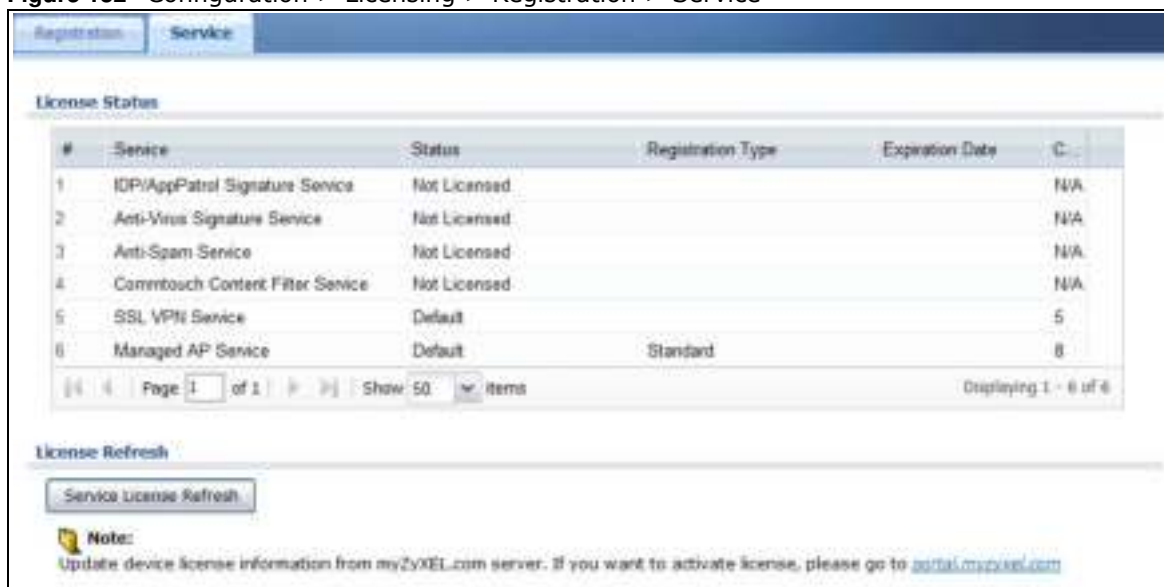 Figure 182 Configuration > Licensing > Registration > Service
Registration Service
License Status
# Service Status Registration Type Expiration Date C...
1 IDP/AppPatrol Signature Service Not Licensed N/A
2 Anti-Virus Signature Service Not Licensed N/A
3 Anti-Spam Service Not Licensed N/A
4 Commtouch Content Filter Service Not Licensed N/A
5 SSL VPN Service Default 5
6 Managed AP Service Default Standard 8
Page 1 of 1 Show 50 items Displaying 1 - 6 of 6
License Refresh
Service License Refresh
Note:
Update device license information from myZyXEL.com server. If you want to activate license, please go to portal.myzyxel.com